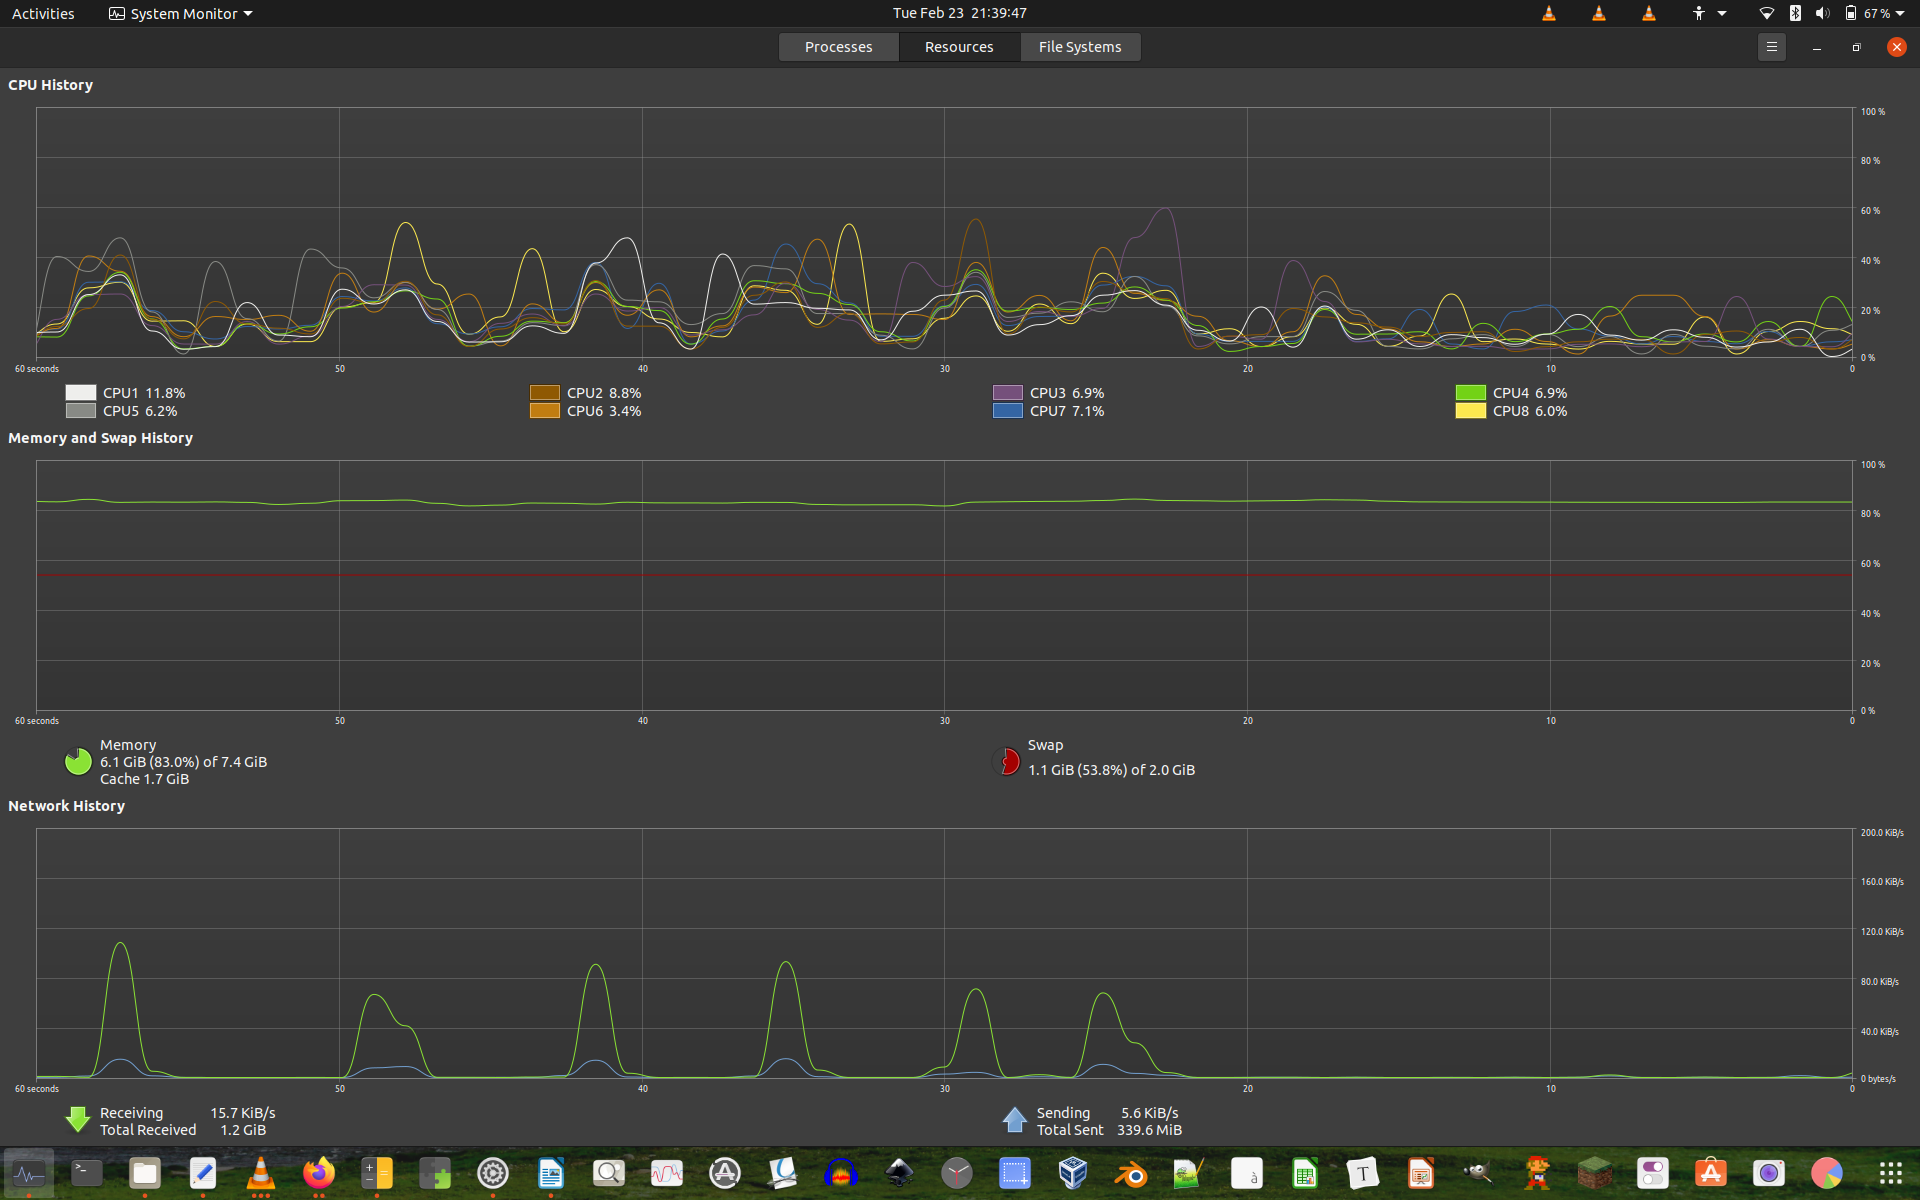 Activities System Monitor Tue Feb 23 21:39:47 67 %
Processes Resources File Systems
CPU History
100 %
80 %
60 %
40 %
20 %
0 %
60 seconds 50 40 30 20 10 0
CPU1 11.8% CPU2 8.8% CPU3 6.9% CPU4 6.9%
CPU5 6.2% CPU6 3.4% CPU7 7.1% CPU8 6.0%
Memory and Swap History
100 %
80 %
60 %
40 %
20 %
0 %
60 seconds 50 40 30 20 10 0
Memory Swap
6.1 GiB (83.0%) of 7.4 GiB 1.1 GiB (53.8%) of 2.0 GiB
Cache 1.7 GiB
Network History
200.0 KiB/s
160.0 KiB/s
120.0 KiB/s
80.0 KiB/s
40.0 KiB/s
0 bytes/s
60 seconds 50 40 30 20 10 0
Receiving 15.7 KiB/s Sending 5.6 KiB/s
Total Received 1.2 GiB Total Sent 339.6 MiB
>_ à T